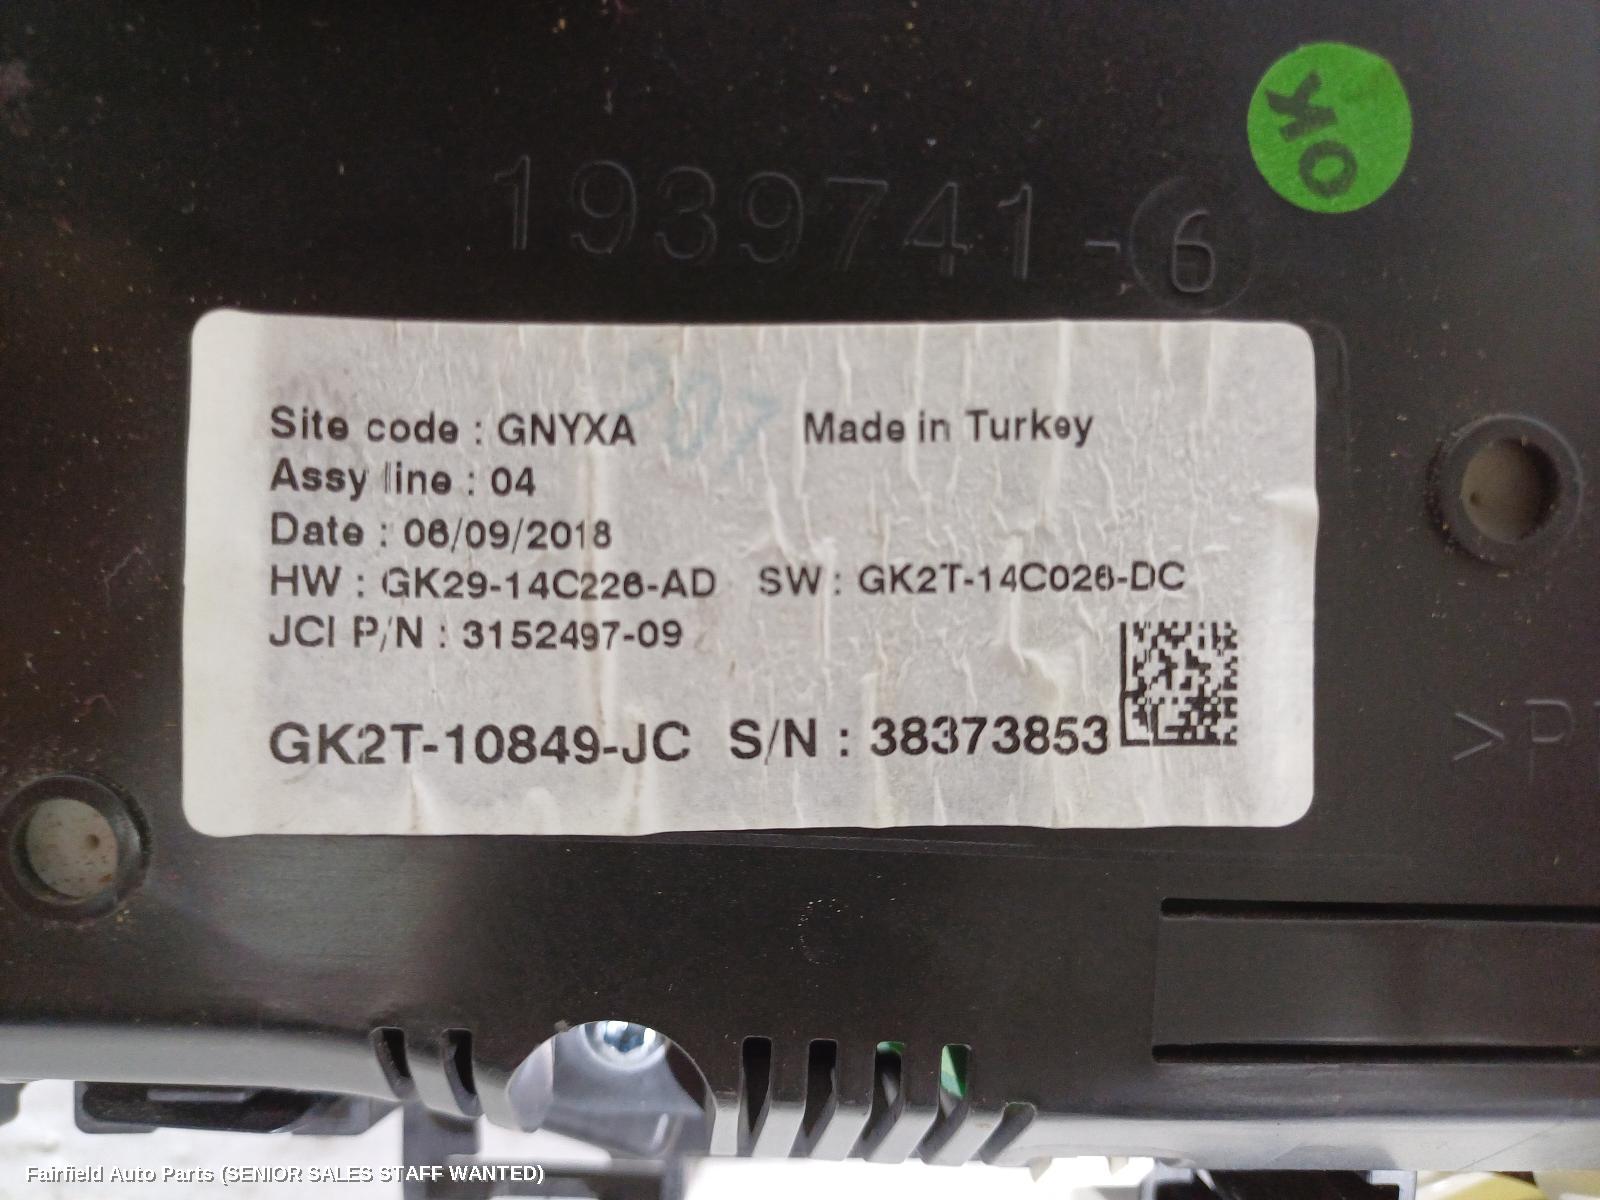 OK
1939741-6
207
Site code : GNYXA Made in Turkey
Assy line : 04
Date : 06/09/2018
HW : GK29-14C226-AD SW : GK2T-14C026-DC
JCI P/N : 3152497-09
GK2T-10849-JC S/N : 38373853
>P
Fairfield Auto Parts (SENIOR SALES STAFF WANTED)